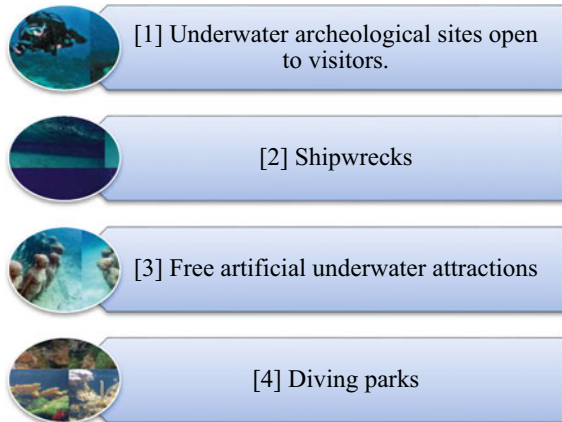 [1] Underwater archeological sites open
to visitors.
[2] Shipwrecks
[3] Free artificial underwater attractions
[4] Diving parks